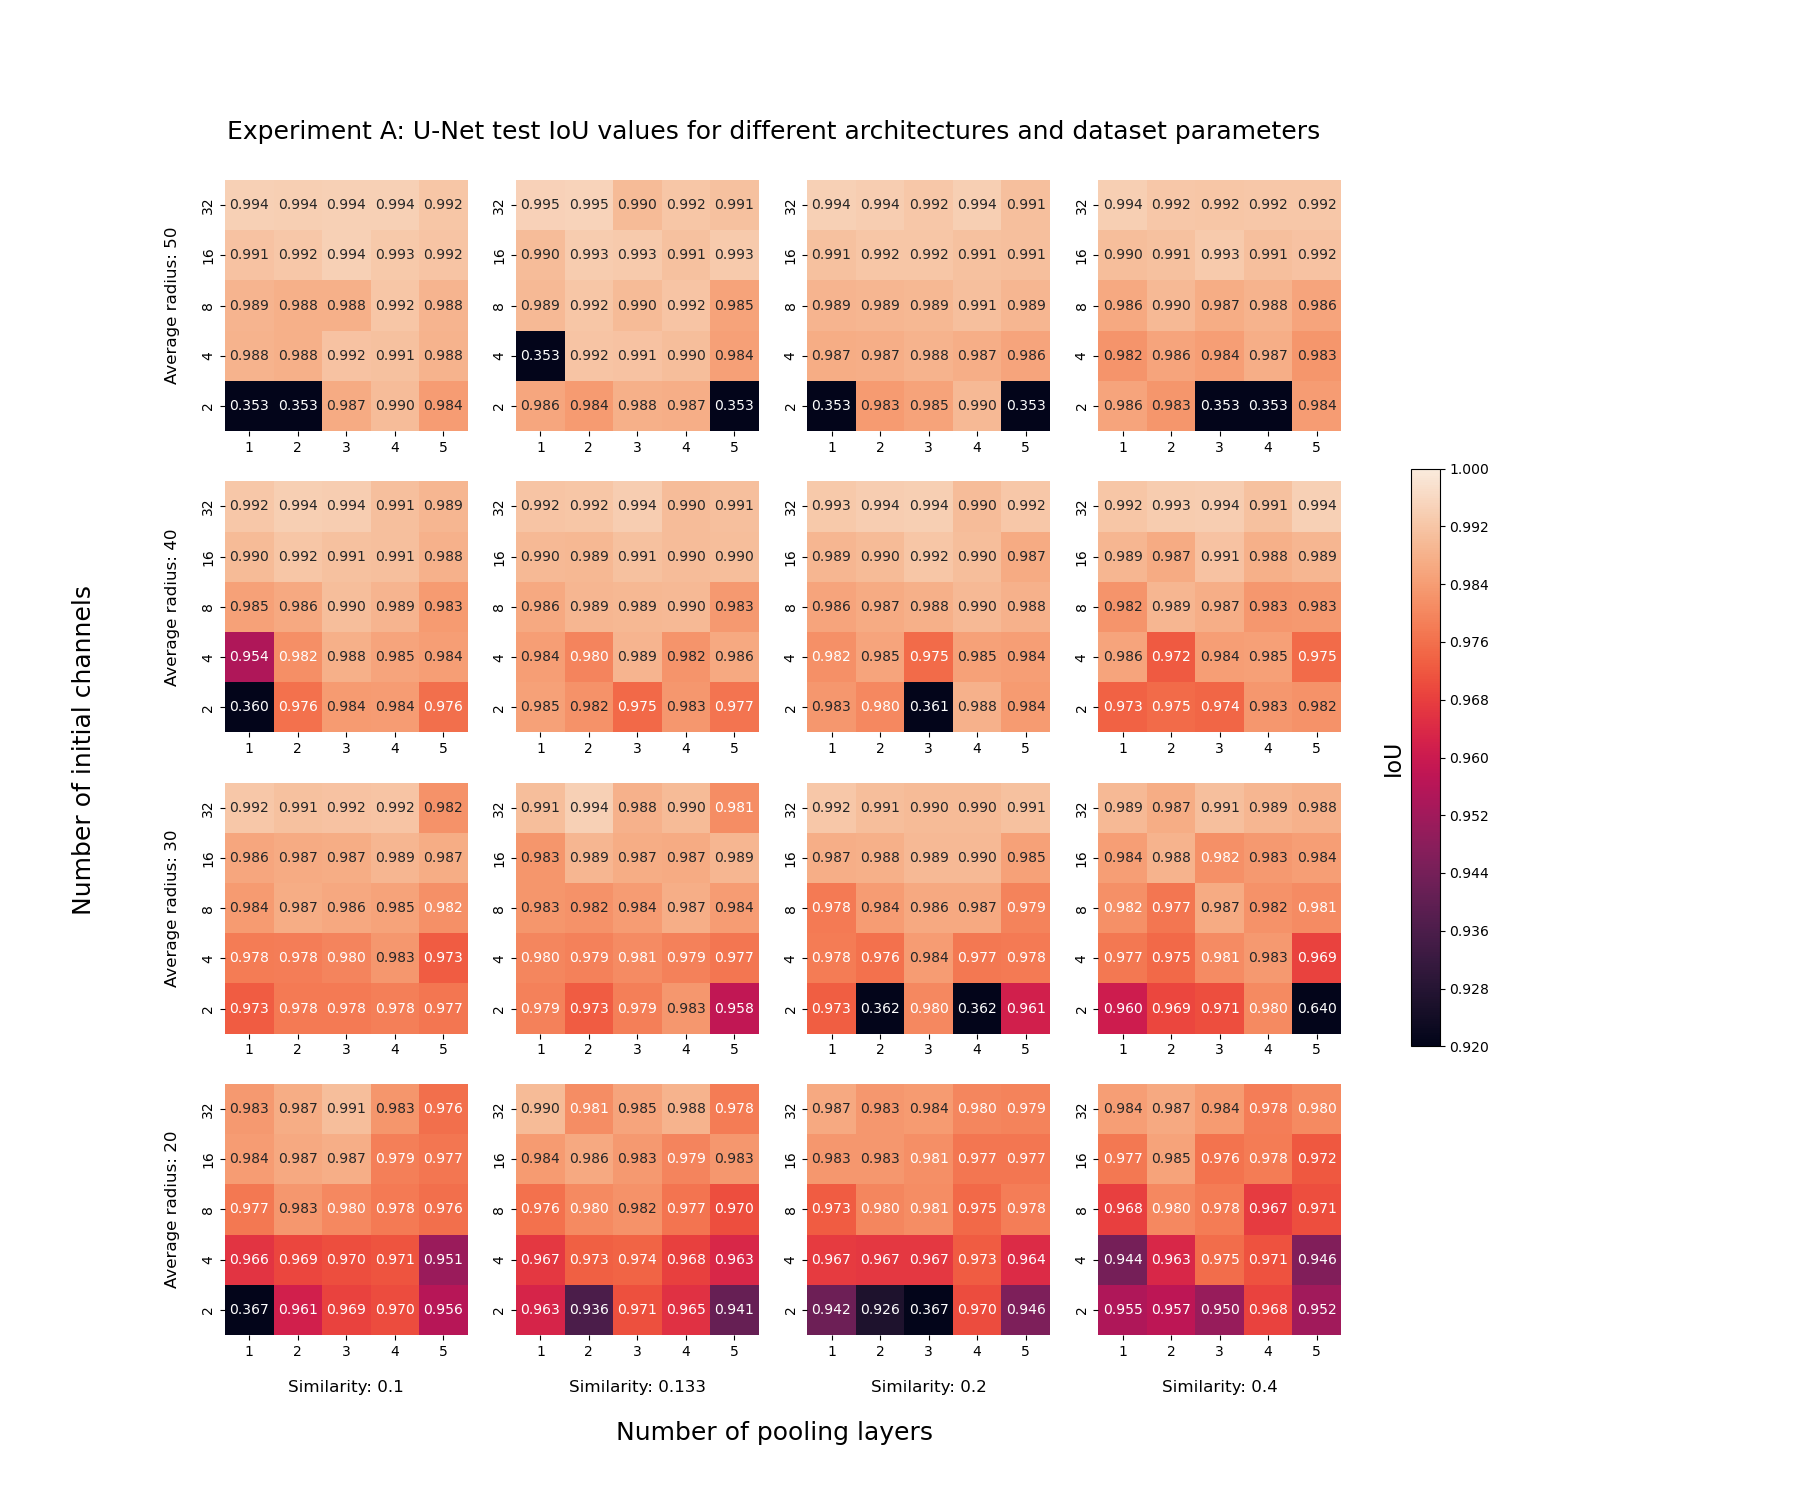 Experiment A: U-Net test IoU values for different architectures and dataset parameters
Number of initial channels
Average radius: 50
32 0.994 0.994 0.994 0.994 0.992 32 0.995 0.995 0.990 0.992 0.991 32 0.994 0.994 0.992 0.994 0.991 32 0.994 0.992 0.992 0.992 0.992
16 0.991 0.992 0.994 0.993 0.992 16 0.990 0.993 0.993 0.991 0.993 16 0.991 0.992 0.992 0.991 0.991 16 0.990 0.991 0.993 0.991 0.992
8 0.989 0.988 0.988 0.992 0.988 8 0.989 0.992 0.990 0.992 0.985 8 0.989 0.989 0.989 0.991 0.989 8 0.986 0.990 0.987 0.988 0.986
4 0.988 0.988 0.992 0.991 0.988 4 0.353 0.992 0.991 0.990 0.984 4 0.987 0.987 0.988 0.987 0.986 4 0.982 0.986 0.984 0.987 0.983
2 0.353 0.353 0.987 0.990 0.984 2 0.986 0.984 0.988 0.987 0.353 2 0.353 0.983 0.985 0.990 0.353 2 0.986 0.983 0.353 0.353 0.984
1 2 3 4 5 1 2 3 4 5 1 2 3 4 5 1 2 3 4 5
Average radius: 40
32 0.992 0.994 0.994 0.991 0.989 32 0.992 0.992 0.994 0.990 0.991 32 0.993 0.994 0.994 0.990 0.992 32 0.992 0.993 0.994 0.991 0.994
16 0.990 0.992 0.991 0.991 0.988 16 0.990 0.989 0.991 0.990 0.990 16 0.989 0.990 0.992 0.990 0.987 16 0.989 0.987 0.991 0.988 0.989
8 0.985 0.986 0.990 0.989 0.983 8 0.986 0.989 0.989 0.990 0.983 8 0.986 0.987 0.988 0.990 0.988 8 0.982 0.989 0.987 0.983 0.983
4 0.954 0.982 0.988 0.985 0.984 4 0.984 0.980 0.989 0.982 0.986 4 0.982 0.985 0.975 0.985 0.984 4 0.986 0.972 0.984 0.985 0.975
2 0.360 0.976 0.984 0.984 0.976 2 0.985 0.982 0.975 0.983 0.977 2 0.983 0.980 0.361 0.988 0.984 2 0.973 0.975 0.974 0.983 0.982
1 2 3 4 5 1 2 3 4 5 1 2 3 4 5 1 2 3 4 5
Average radius: 30
32 0.992 0.991 0.992 0.992 0.982 32 0.991 0.994 0.988 0.990 0.981 32 0.992 0.991 0.990 0.990 0.991 32 0.989 0.987 0.991 0.989 0.988
16 0.986 0.987 0.987 0.989 0.987 16 0.983 0.989 0.987 0.987 0.989 16 0.987 0.988 0.989 0.990 0.985 16 0.984 0.988 0.982 0.983 0.984
8 0.984 0.987 0.986 0.985 0.982 8 0.983 0.982 0.984 0.987 0.984 8 0.978 0.984 0.986 0.987 0.979 8 0.982 0.977 0.987 0.982 0.981
4 0.978 0.978 0.980 0.983 0.973 4 0.980 0.979 0.981 0.979 0.977 4 0.978 0.976 0.984 0.977 0.978 4 0.977 0.975 0.981 0.983 0.969
2 0.973 0.978 0.978 0.978 0.977 2 0.979 0.973 0.979 0.983 0.958 2 0.973 0.362 0.980 0.362 0.961 2 0.960 0.969 0.971 0.980 0.640
1 2 3 4 5 1 2 3 4 5 1 2 3 4 5 1 2 3 4 5
Average radius: 20
32 0.983 0.987 0.991 0.983 0.976 32 0.990 0.981 0.985 0.988 0.978 32 0.987 0.983 0.984 0.980 0.979 32 0.984 0.987 0.984 0.978 0.980
16 0.984 0.987 0.987 0.979 0.977 16 0.984 0.986 0.983 0.979 0.983 16 0.983 0.983 0.981 0.977 0.977 16 0.977 0.985 0.976 0.978 0.972
8 0.977 0.983 0.980 0.978 0.976 8 0.976 0.980 0.982 0.977 0.970 8 0.973 0.980 0.981 0.975 0.978 8 0.968 0.980 0.978 0.967 0.971
4 0.966 0.969 0.970 0.971 0.951 4 0.967 0.973 0.974 0.968 0.963 4 0.967 0.967 0.967 0.973 0.964 4 0.944 0.963 0.975 0.971 0.946
2 0.367 0.961 0.969 0.970 0.956 2 0.963 0.936 0.971 0.965 0.941 2 0.942 0.926 0.367 0.970 0.946 2 0.955 0.957 0.950 0.968 0.952
1 2 3 4 5 1 2 3 4 5 1 2 3 4 5 1 2 3 4 5
Similarity: 0.1 Similarity: 0.133 Similarity: 0.2 Similarity: 0.4
Number of pooling layers
IoU
1.000
0.992
0.984
0.976
0.968
0.960
0.952
0.944
0.936
0.928
0.920